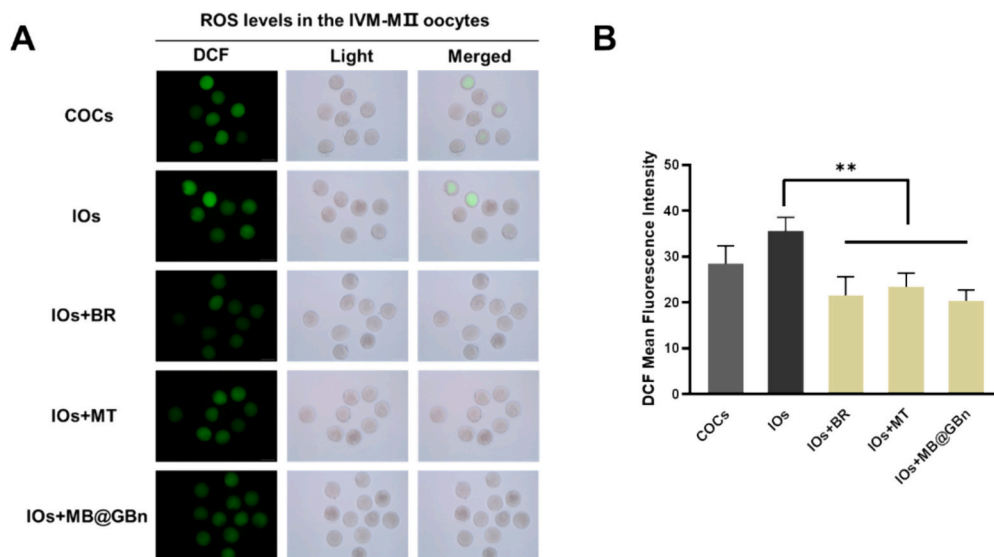 A
ROS levels in the IVM-MII oocytes
DCF Light Merged
COCs
IOs
IOs+BR
IOs+MT
IOs+MB@GBn
B
DCF Mean Fluorescence Intensity
50
40
30
20
10
0
**
COCs
IOs
IOs+BR
IOs+MT
IOs+MB@GBn